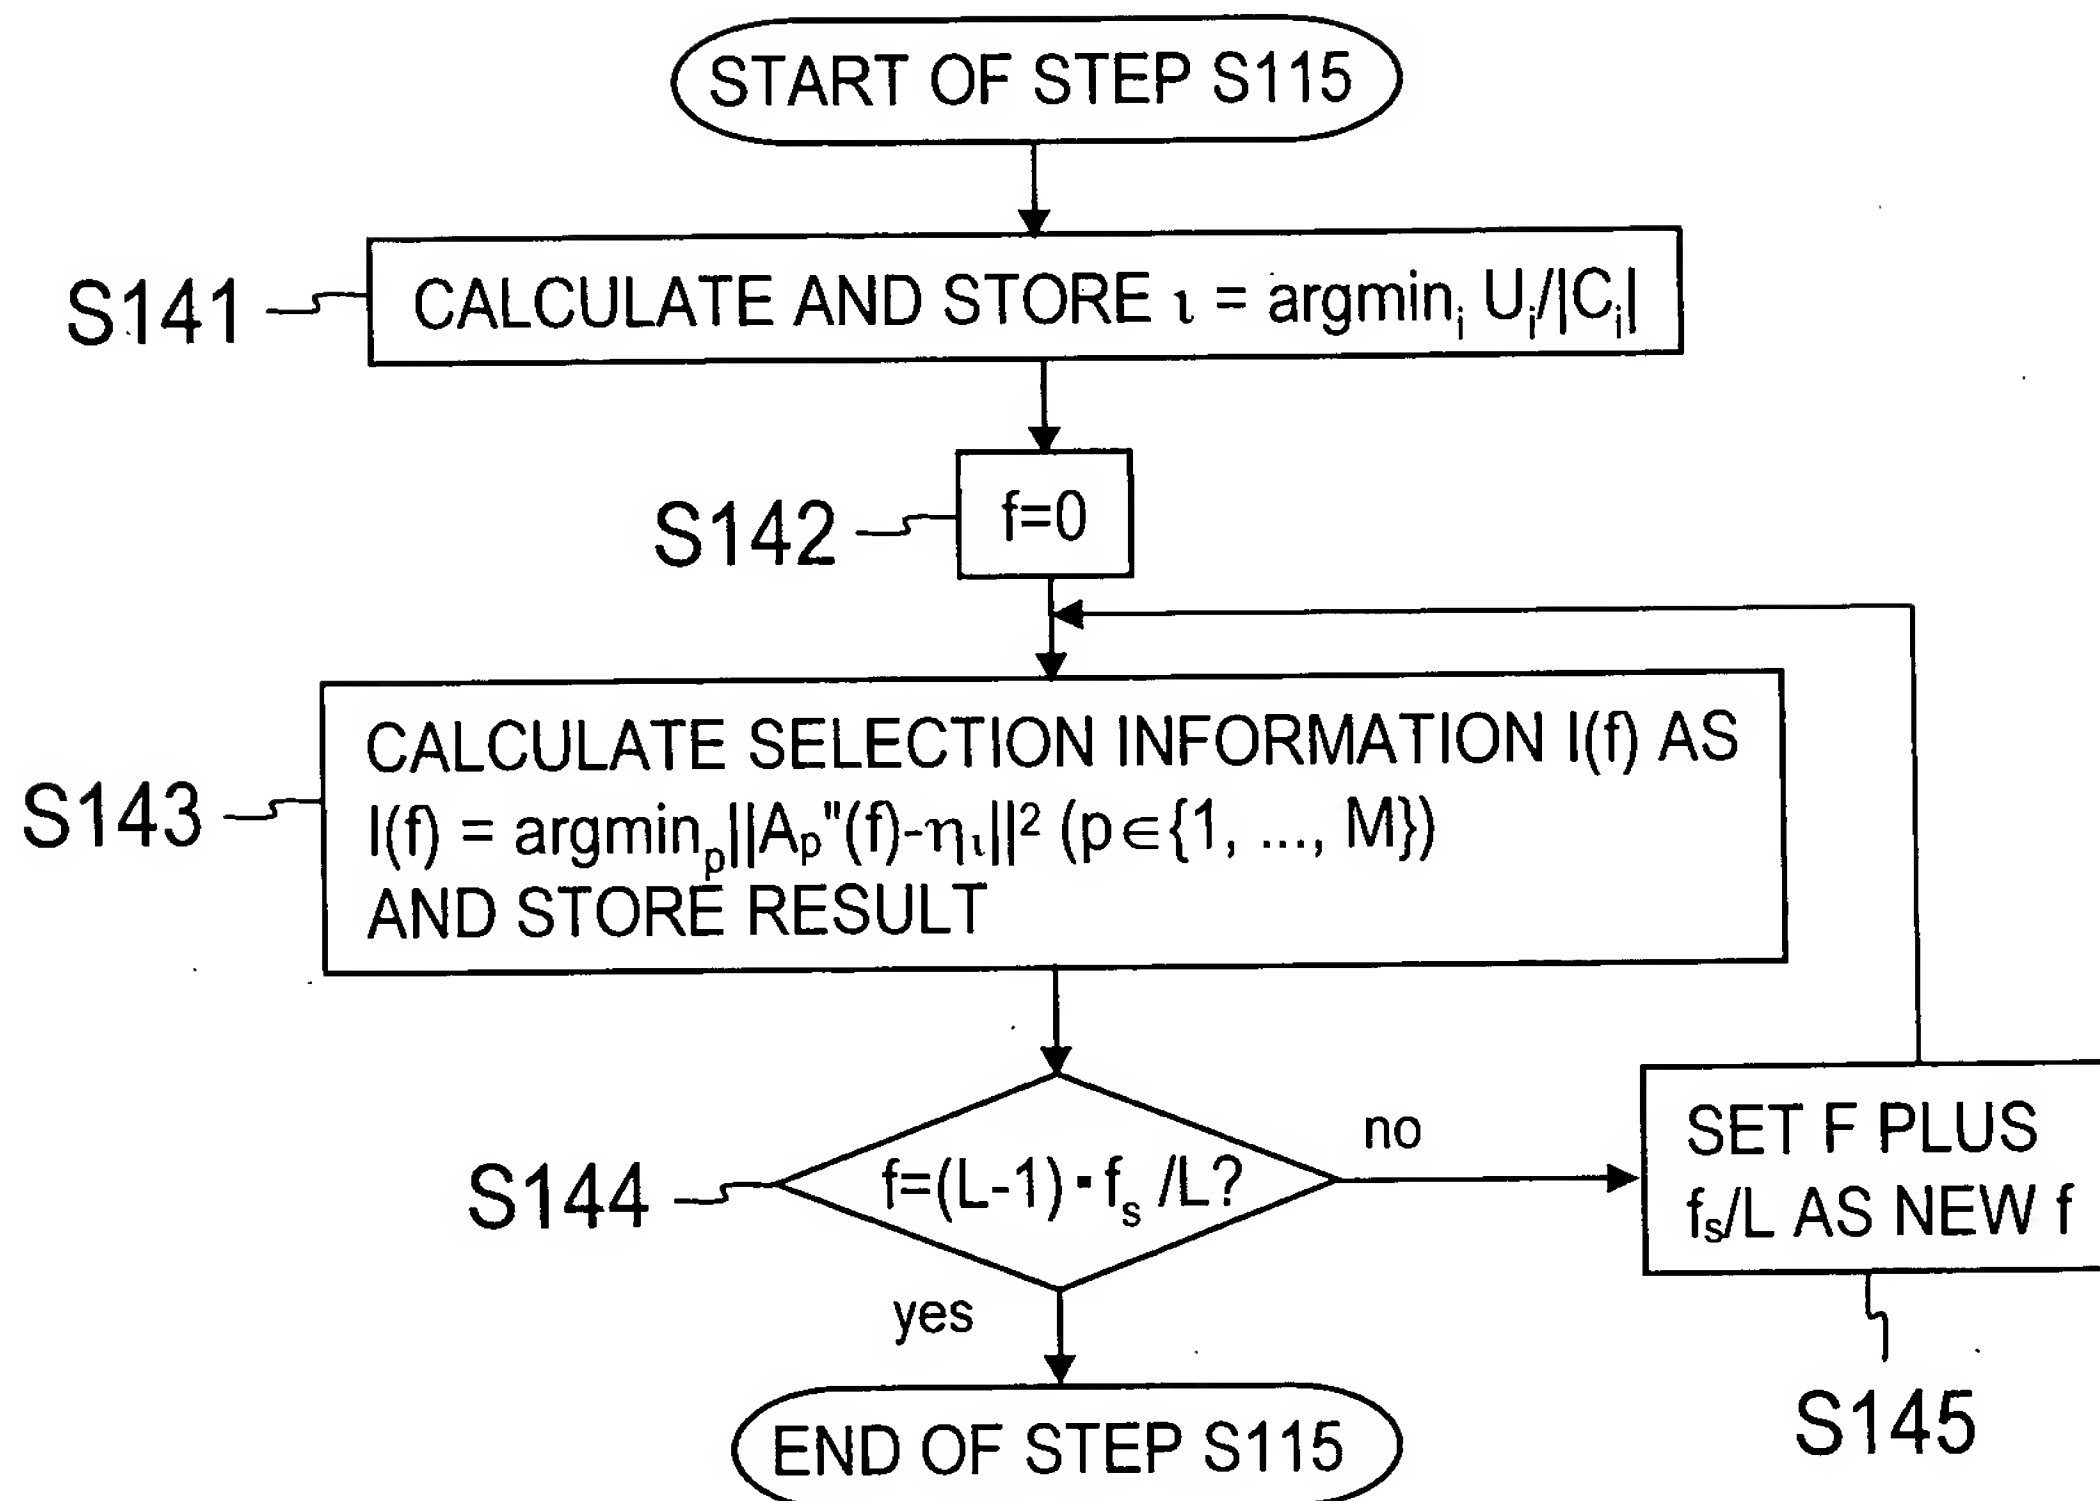 START OF STEP S115
S141
CALCULATE AND STORE ι = argminᵢ Uᵢ/|Cᵢ|
S142
f=0
S143
CALCULATE SELECTION INFORMATION I(f) AS
I(f) = argminₚ||Aₚ"(f)-ηι||² (p∈{1, ..., M})
AND STORE RESULT
S144
f=(L-1)·fₛ /L?
no
SET F PLUS
fₛ/L AS NEW f
yes
S145
END OF STEP S115